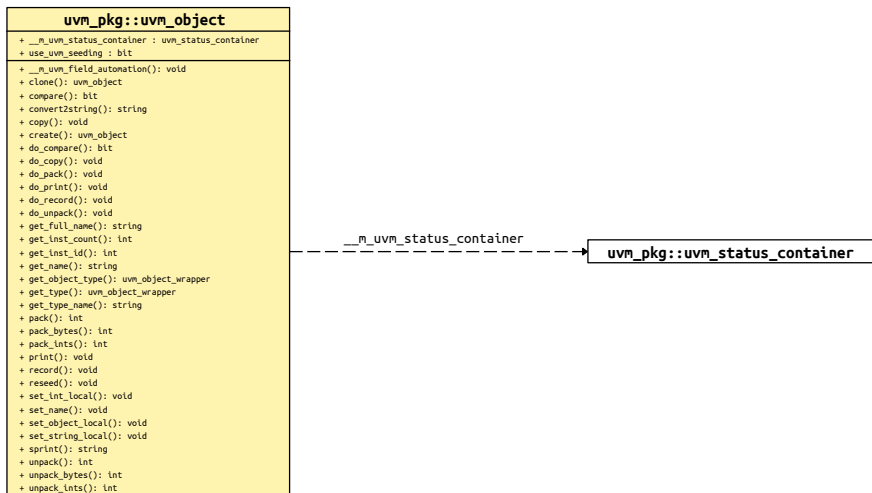 uvm_pkg::uvm_object
+ __m_uvm_status_container : uvm_status_container
+ use_uvm_seeding : bit
+ __m_uvm_field_automation(): void
+ clone(): uvm_object
+ compare(): bit
+ convert2string(): string
+ copy(): void
+ create(): uvm_object
+ do_compare(): bit
+ do_copy(): void
+ do_pack(): void
+ do_print(): void
+ do_record(): void
+ do_unpack(): void
+ get_full_name(): string
+ get_inst_count(): int
+ get_inst_id(): int
+ get_name(): string
+ get_object_type(): uvm_object_wrapper
+ get_type(): uvm_object_wrapper
+ get_type_name(): string
+ pack(): int
+ pack_bytes(): int
+ pack_ints(): int
+ print(): void
+ record(): void
+ reseed(): void
+ set_int_local(): void
+ set_name(): void
+ set_object_local(): void
+ set_string_local(): void
+ sprint(): string
+ unpack(): int
+ unpack_bytes(): int
+ unpack_ints(): int
__m_uvm_status_container
uvm_pkg::uvm_status_container